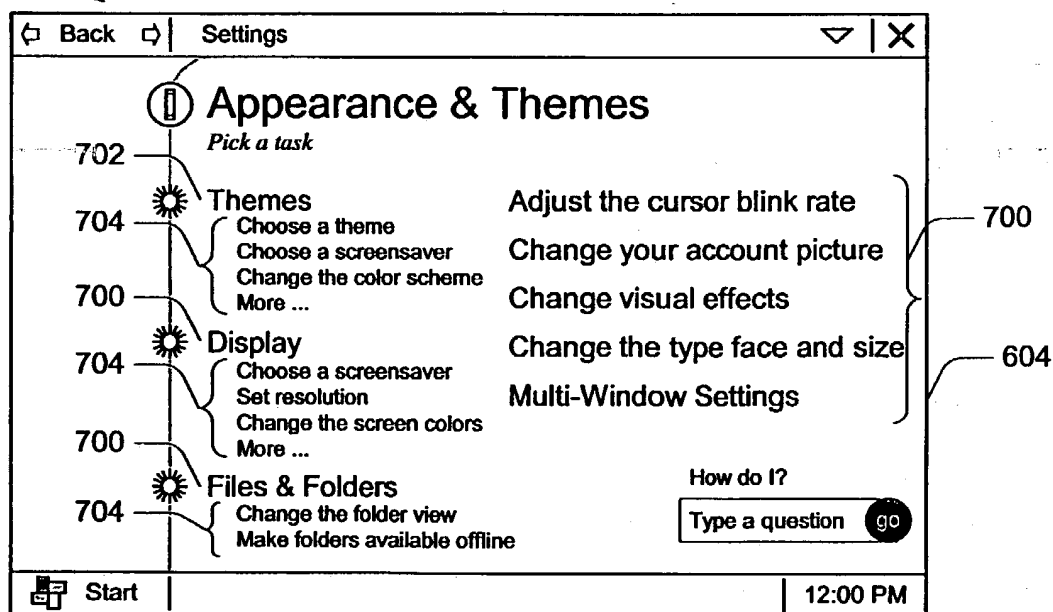 Back Settings
Appearance & Themes
Pick a task
702
Themes
704
Choose a theme
Choose a screensaver
Change the color scheme
More ...
700
Display
704
Choose a screensaver
Set resolution
Change the screen colors
More ...
700
Files & Folders
704
Change the folder view
Make folders available offline
Adjust the cursor blink rate
Change your account picture
Change visual effects
Change the type face and size
Multi-Window Settings
700
604
How do I?
Type a question go
Start 12:00 PM